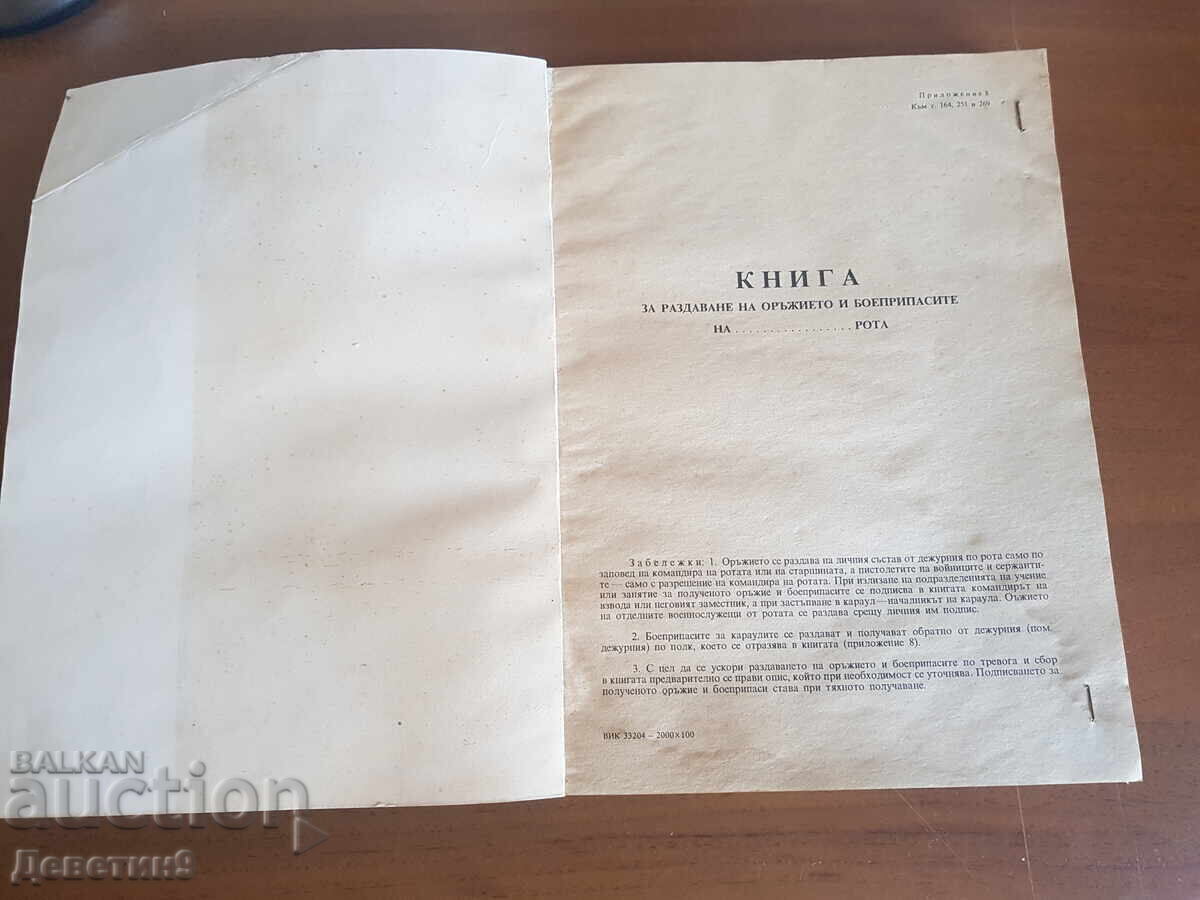 Приложение 8
Към т. 164, 251 и 269
КНИГА
ЗА РАЗДАВАНЕ НА ОРЪЖИЕТО И БОЕПРИПАСИТЕ
НА . . . . . . . . . . . . . . . . . РОТА
Забележки: 1. Оръжието се раздава на личния състав от дежурния по рота само по
заповед на командира на ротата или на старшината, а пистолетите на войниците и сержанти-
те — само с разрешение на командира на ротата. При излизане на подразделенията на учение
или занятие за полученото оръжие и боеприпасите се подписва в книгата командирът на
взвода или неговият заместник, а при застъпване в караул — началникът на караула. Оъжието
на отделните военнослужещи от ротата се раздава срещу личния им подпис.
2. Боеприпасите за караулите се раздават и получават обратно от дежурния (пом.
дежурния) по полк, което се отразява в книгата (приложение 8).
3. С цел да се ускори раздаването на оръжието и боеприпасите по тревога и сбор
в книгата предварително се прави опис, който при необходимост се уточнява. Подписването за
полученото оръжие и боеприпаси става при тяхното получаване.
ВИК 33204 – 2000×100
BALKAN
auction
Деветин9